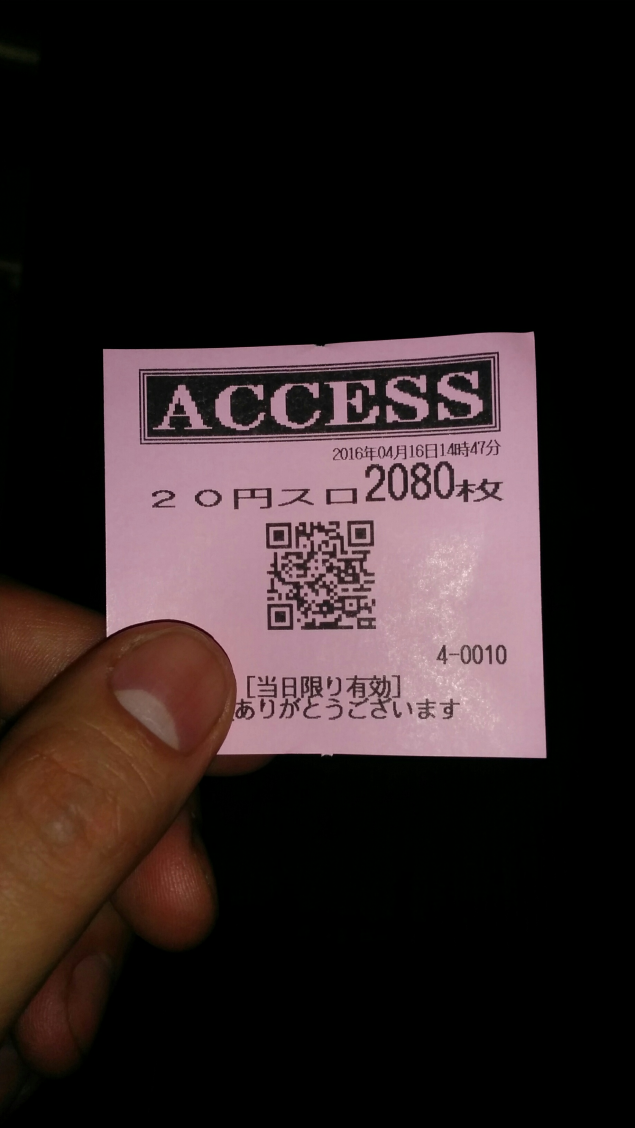 ACCESS
2016年04月16日14時47分
２０円スロ2080枚
4-0010
[当日限り有効]
ありがとうございます